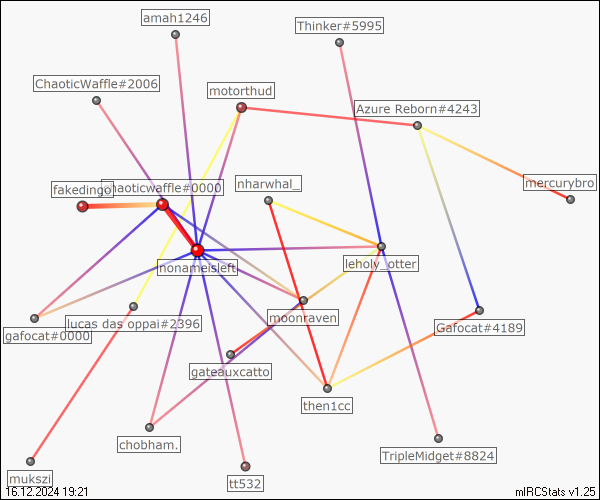 amah1246
Thinker#5995
ChaoticWaffle#2006
motorthud
Azure Reborn#4243
fakedingo
chaoticwaffle#0000
nharwhal_
mercurybro
nonameisleft
leholy_otter
gafocat#0000
lucas das oppai#2396
moonraven
Gafocat#4189
gateauxcatto
then1cc
chobham.
TripleMidget#8824
mukszi
tt532
16.12.2024 19:21
mIRCStats v1.25